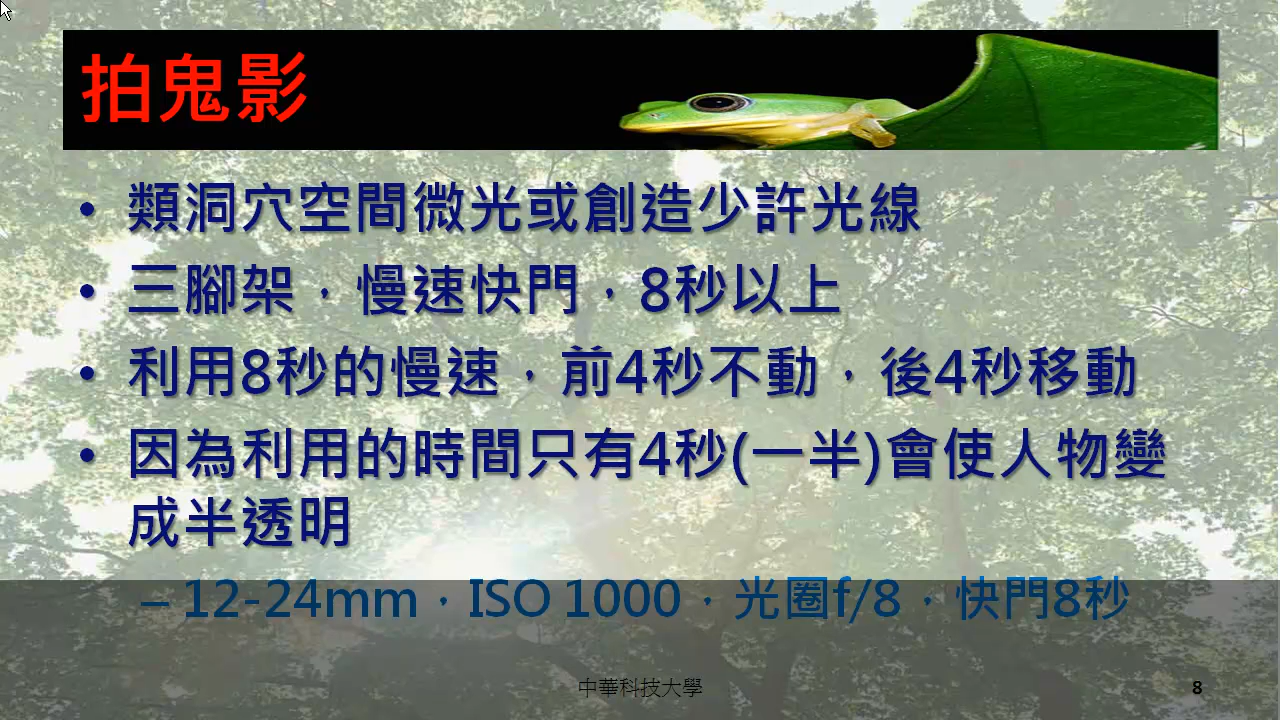 拍鬼影
• 類洞穴空間微光或創造少許光線
• 三腳架，慢速快門，8秒以上
• 利用8秒的慢速，前4秒不動，後4秒移動
• 因為利用的時間只有4秒(一半)會使人物變
成半透明
– 12-24mm，ISO 1000，光圈f/8，快門8秒
中華科技大學
8